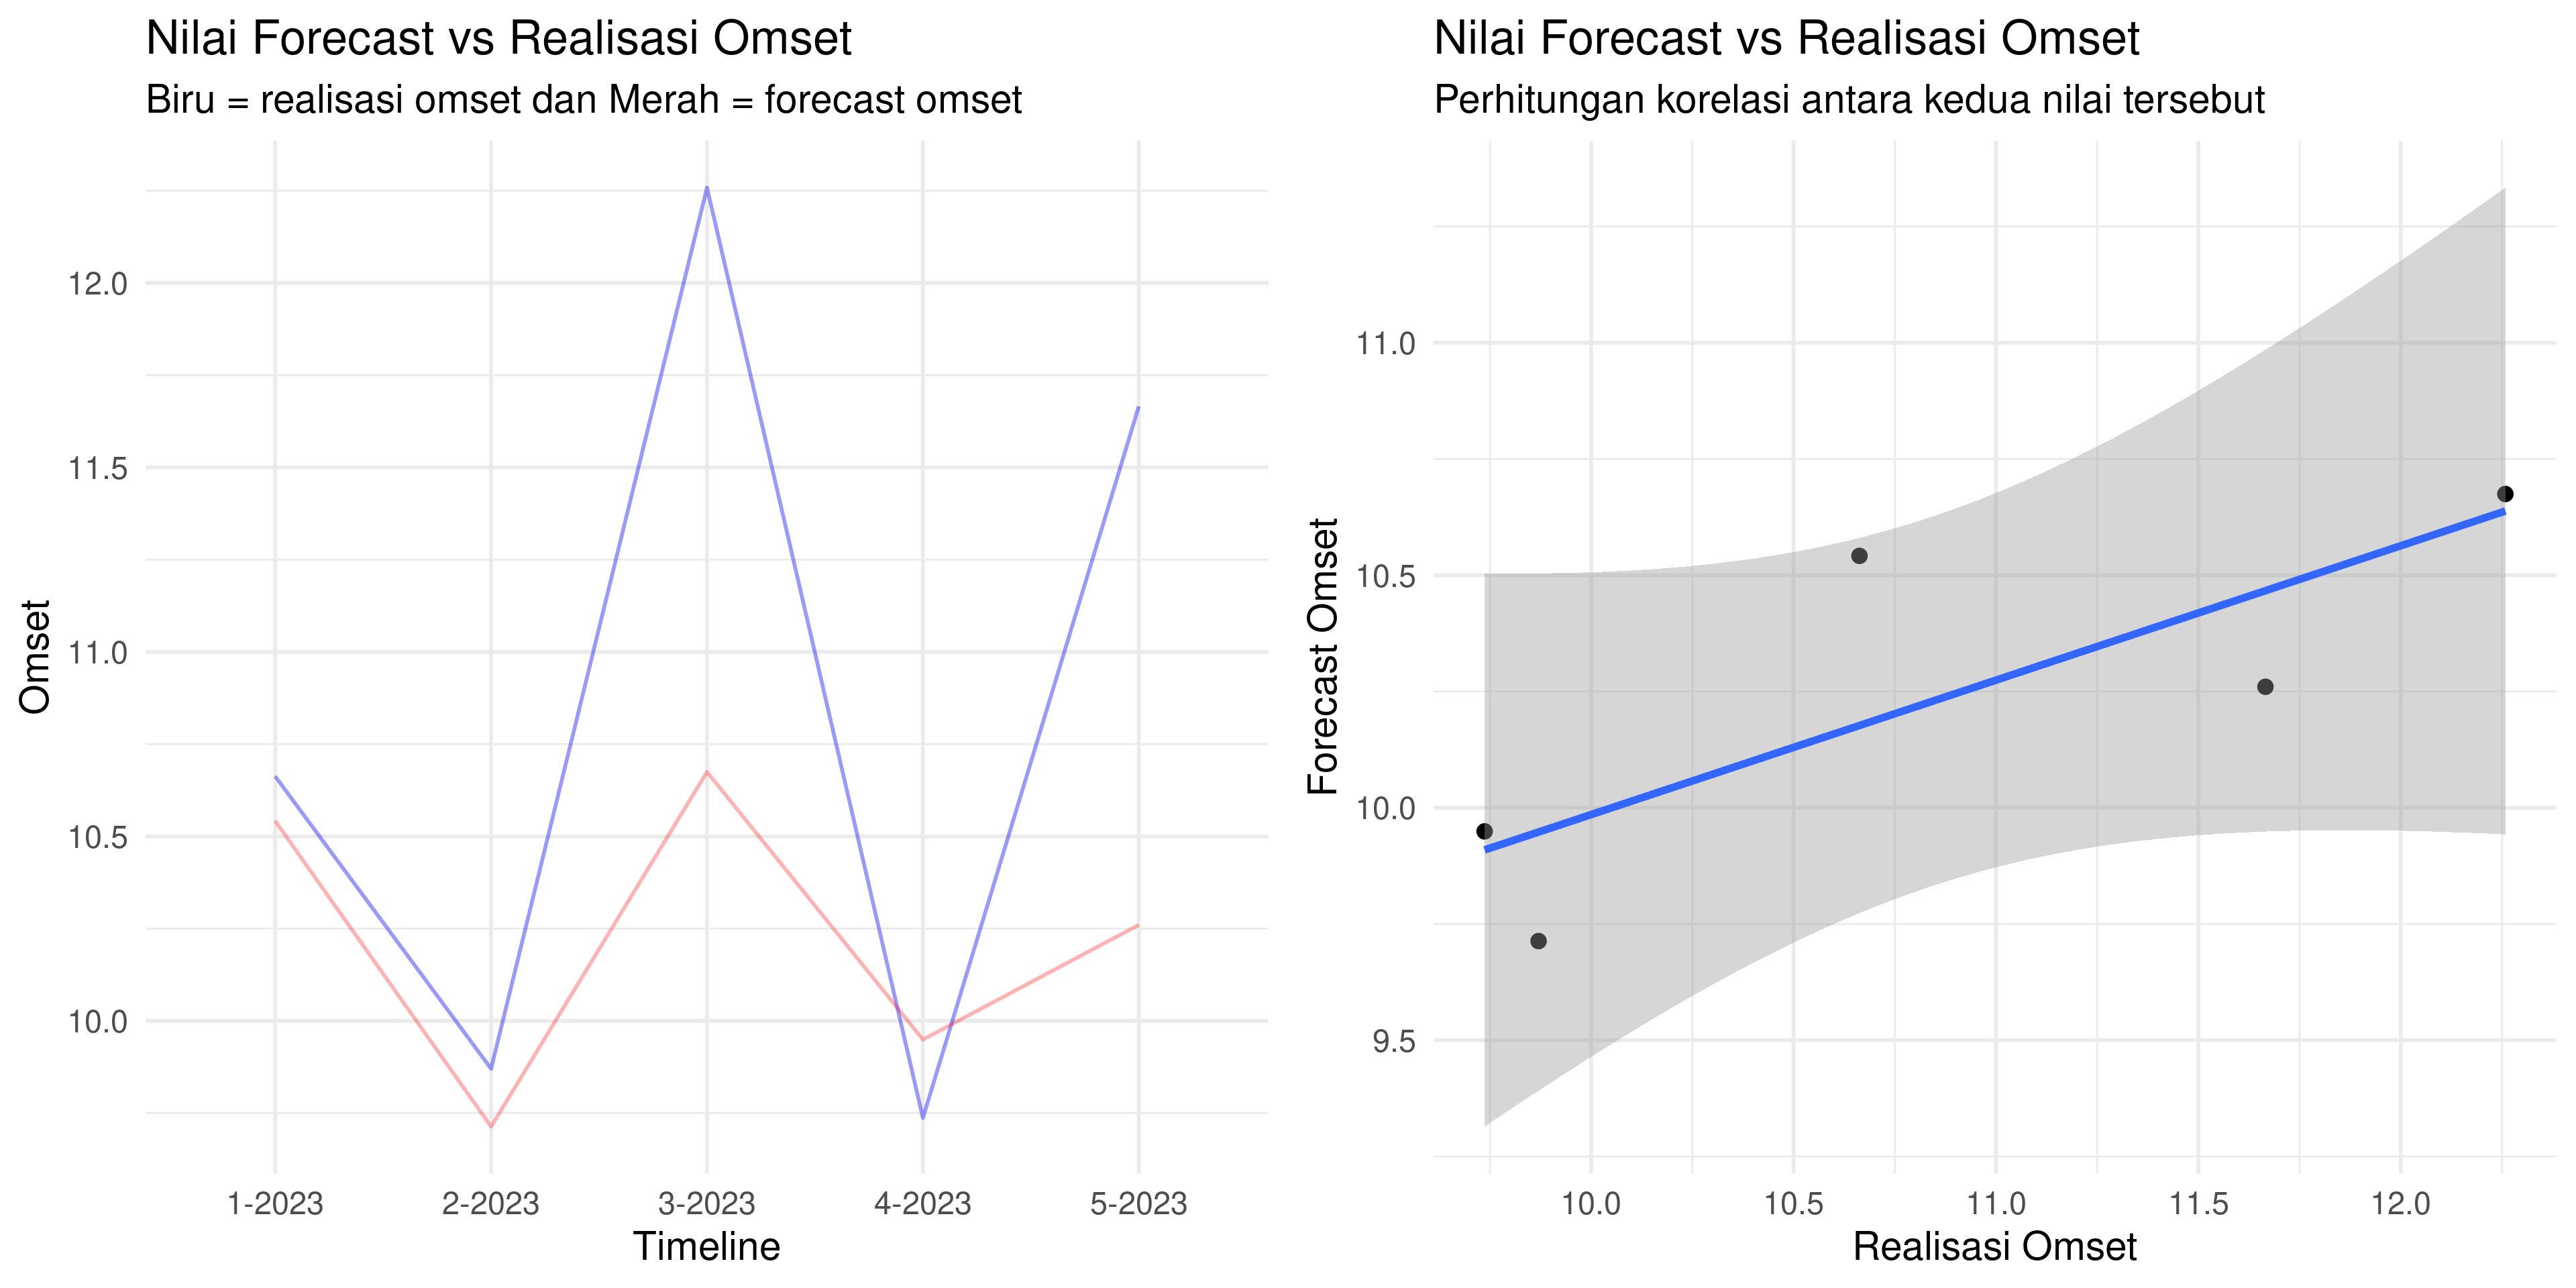 Nilai Forecast vs Realisasi Omset
Biru = realisasi omset dan Merah = forecast omset
Omset
12.0
11.5
11.0
10.5
10.0
1-2023 2-2023 3-2023 4-2023 5-2023
Timeline
Nilai Forecast vs Realisasi Omset
Perhitungan korelasi antara kedua nilai tersebut
Forecast Omset
11.0
10.5
10.0
9.5
10.0 10.5 11.0 11.5 12.0
Realisasi Omset